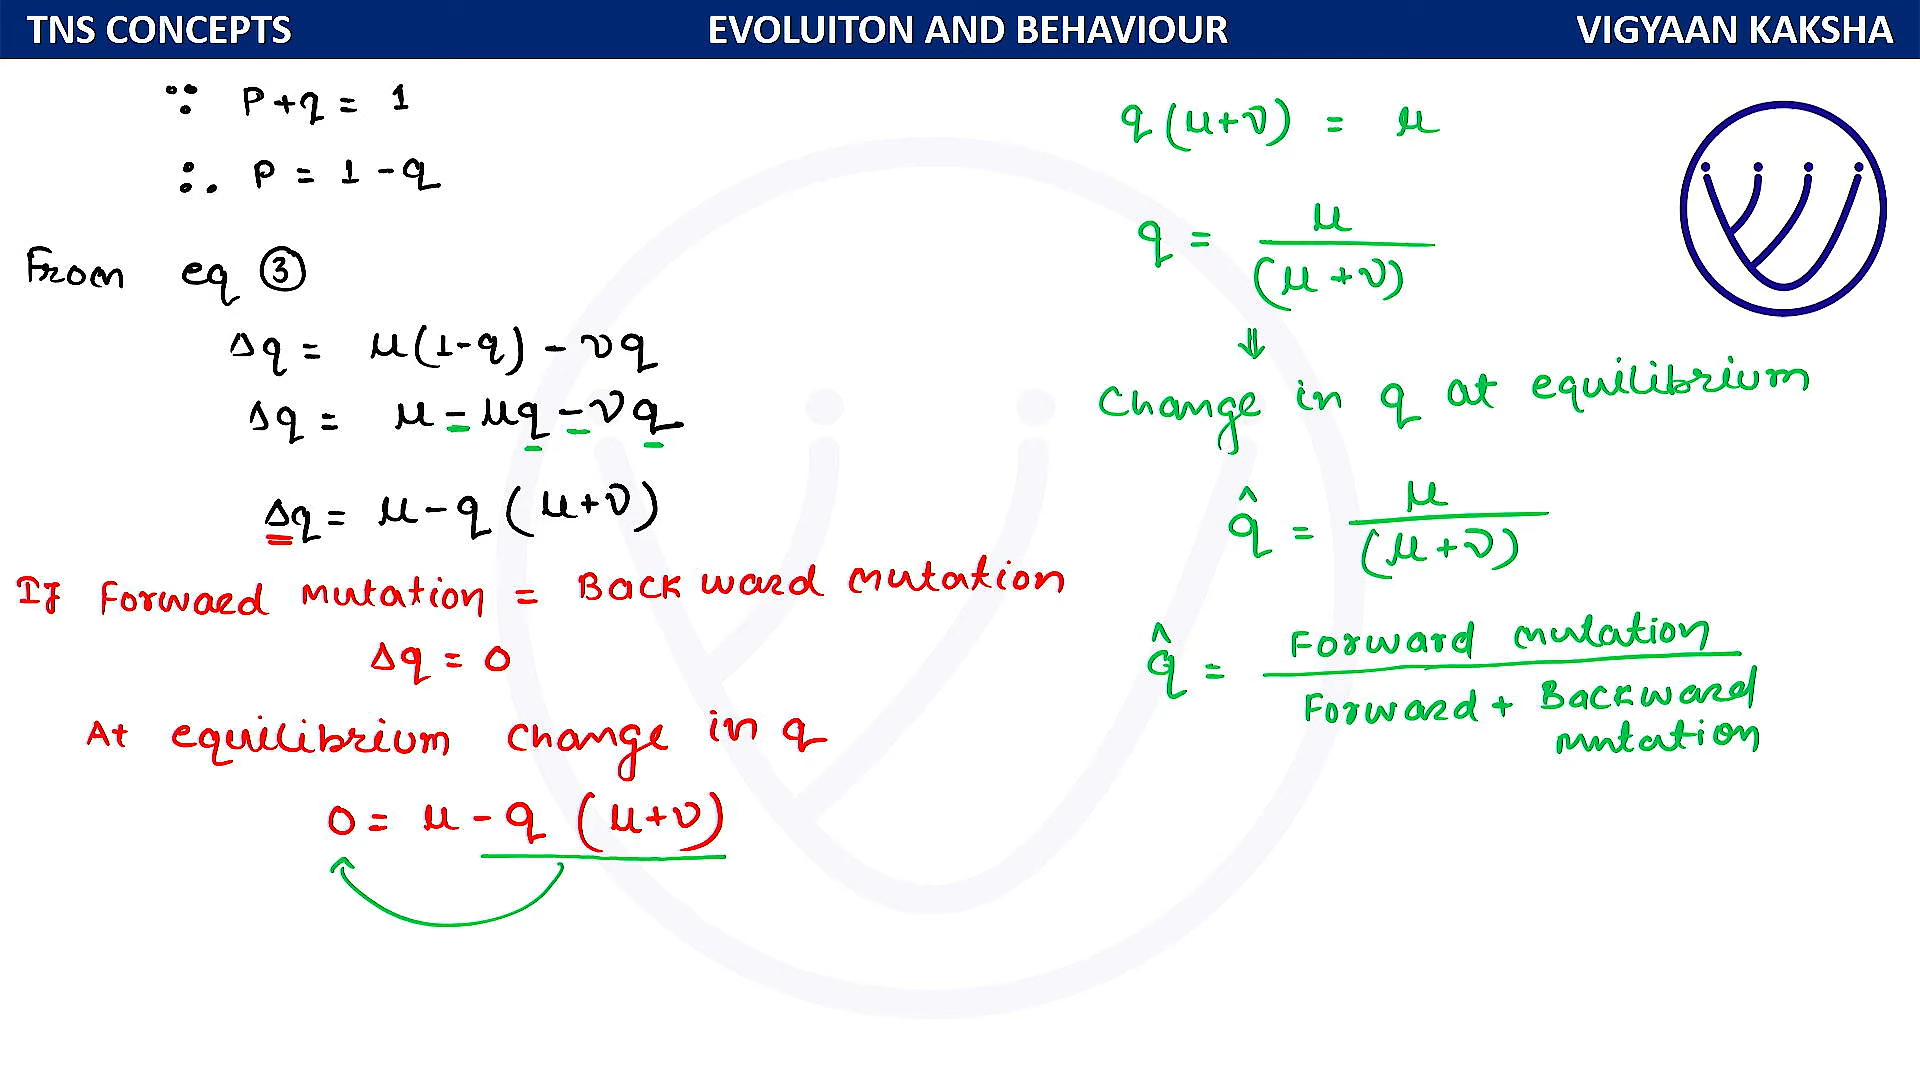 TNS CONCEPTS
EVOLUITON AND BEHAVIOUR
VIGYAAN KAKSHA
∵ P+q = 1
∴ P = 1-q
From eq ③
Δq = μ(1-q) - νq
Δq = μ - μq - νq
Δq = μ - q (μ+ν)
If Forward mutation = Backward mutation
Δq = 0
At equilibrium change in q
0 = μ - q (μ+ν)
q (μ+ν) = μ
q = μ
(μ+ν)
⇓
Change in q at equilibrium
q̂ = μ
(μ+ν)
q̂ = Forward mutation
Forward + Backward
mutation